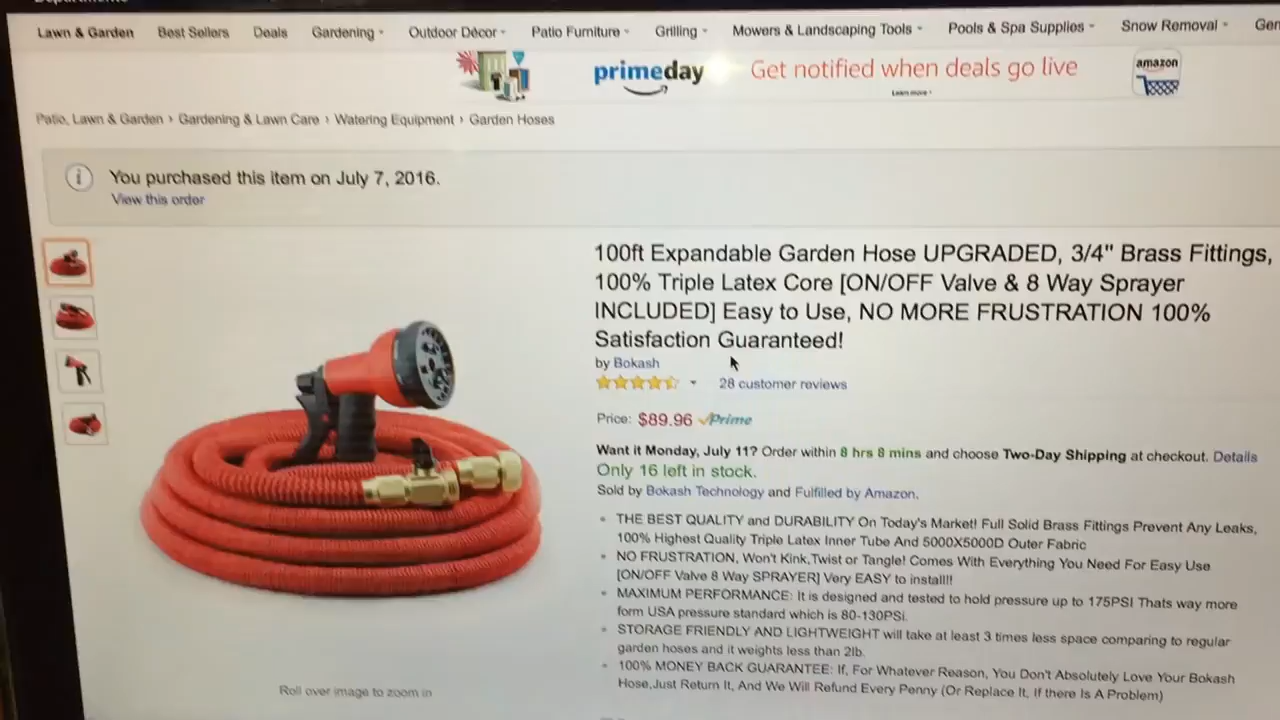 Lawn & Garden Best Sellers Deals Gardening Outdoor Décor Patio Furniture Grilling Mowers & Landscaping Tools Pools & Spa Supplies Snow Removal
primeday Get notified when deals go live amazon
Learn more
Patio, Lawn & Garden › Gardening & Lawn Care › Watering Equipment › Garden Hoses
i You purchased this item on July 7, 2016.
View this order
100ft Expandable Garden Hose UPGRADED, 3/4" Brass Fittings,
100% Triple Latex Core [ON/OFF Valve & 8 Way Sprayer
INCLUDED] Easy to Use, NO MORE FRUSTRATION 100%
Satisfaction Guaranteed!
by Bokash
28 customer reviews
Price: $89.96 Prime
Want it Monday, July 11? Order within 8 hrs 8 mins and choose Two-Day Shipping at checkout. Details
Only 16 left in stock.
Sold by Bokash Technology and Fulfilled by Amazon.
• THE BEST QUALITY and DURABILITY On Today's Market! Full Solid Brass Fittings Prevent Any Leaks,
100% Highest Quality Triple Latex Inner Tube And 5000X5000D Outer Fabric
• NO FRUSTRATION, Won't Kink,Twist or Tangle! Comes With Everything You Need For Easy Use
[ON/OFF Valve 8 Way SPRAYER] Very EASY to install!!
• MAXIMUM PERFORMANCE: It is designed and tested to hold pressure up to 175PSI Thats way more
form USA pressure standard which is 80-130PSi.
• STORAGE FRIENDLY AND LIGHTWEIGHT will take at least 3 times less space comparing to regular
garden hoses and it weights less than 2lb.
• 100% MONEY BACK GUARANTEE: If, For Whatever Reason, You Don't Absolutely Love Your Bokash
Hose,Just Return It, And We Will Refund Every Penny (Or Replace It, If there Is A Problem)
Roll over image to zoom in